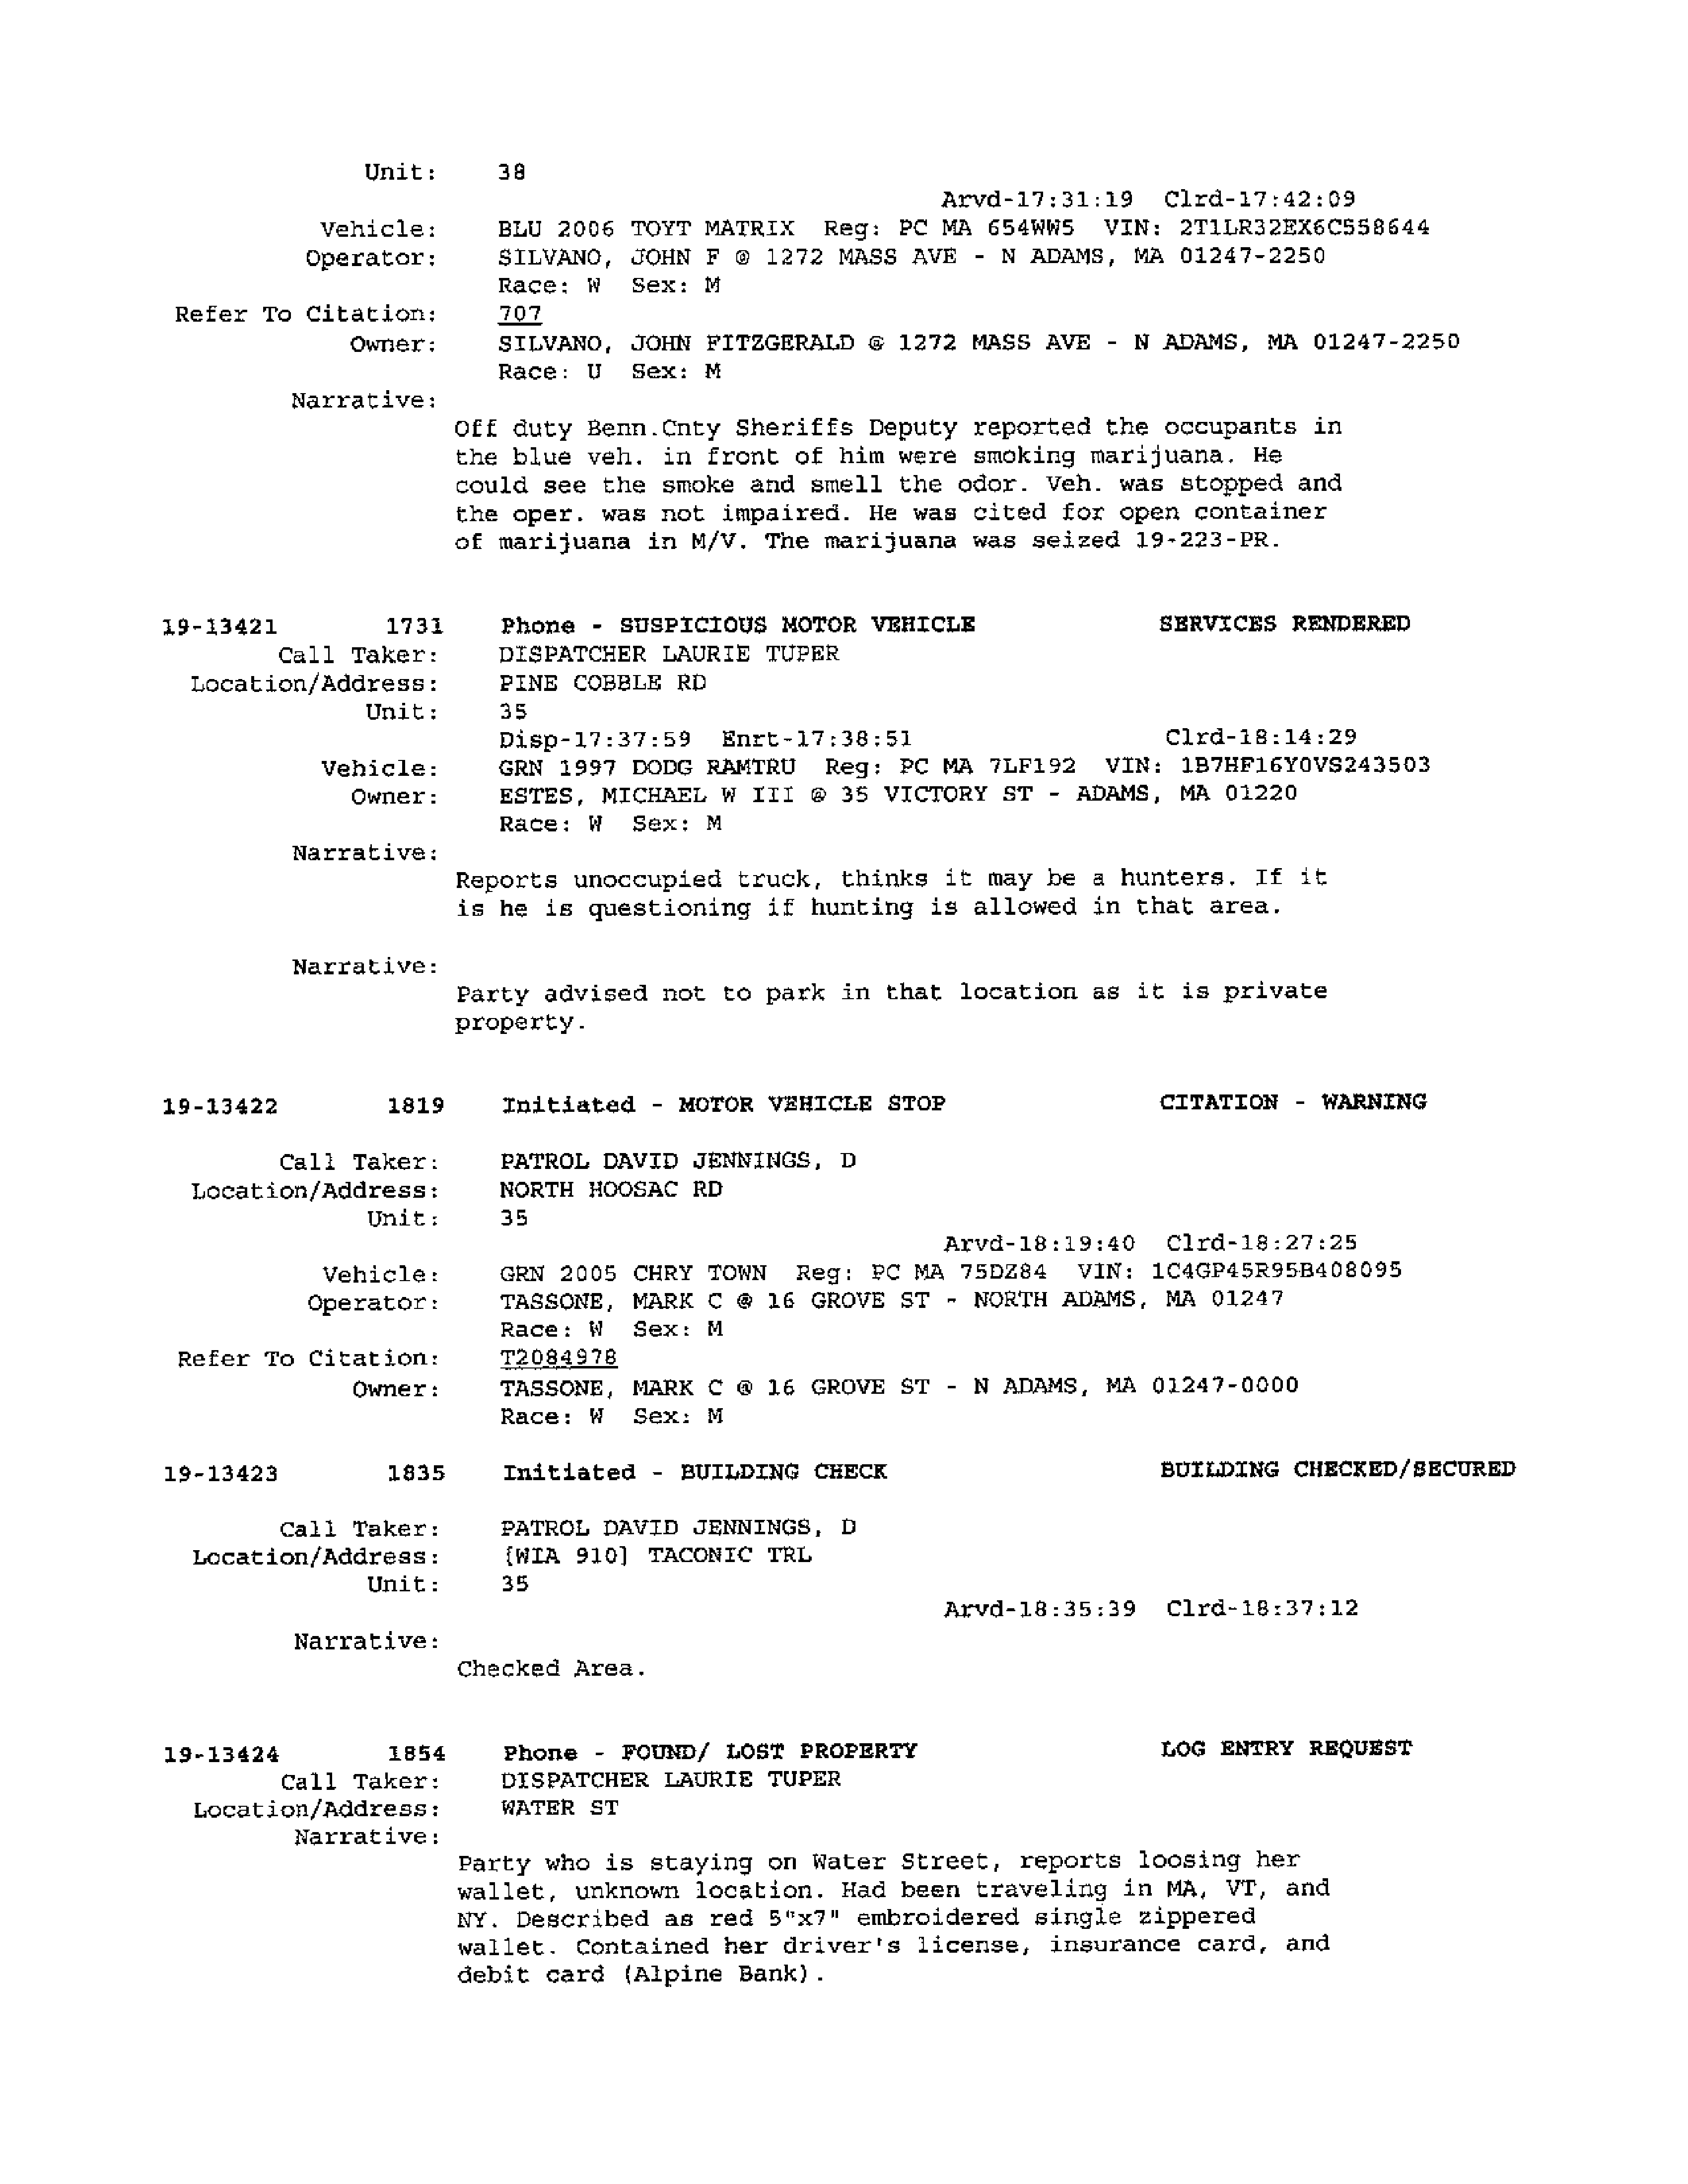 Unit: 38
Arvd-17:31:19 Clrd-17:42:09
Vehicle: BLU 2006 TOYT MATRIX Reg: PC MA 654WW5 VIN: 2T1LR32EX6C558644
Operator: SILVANO, JOHN F @ 1272 MASS AVE - N ADAMS, MA 01247-2250
Race: W Sex: M
Refer To Citation: 707
Owner: SILVANO, JOHN FITZGERALD @ 1272 MASS AVE - N ADAMS, MA 01247-2250
Race: U Sex: M
Narrative:
Off duty Benn.Cnty Sheriffs Deputy reported the occupants in
the blue veh. in front of him were smoking marijuana. He
could see the smoke and smell the odor. Veh. was stopped and
the oper. was not impaired. He was cited for open container
of marijuana in M/V. The marijuana was seized 19-223-PR.
19-13421 1731 Phone - SUSPICIOUS MOTOR VEHICLE SERVICES RENDERED
Call Taker: DISPATCHER LAURIE TUPER
Location/Address: PINE COBBLE RD
Unit: 35
Disp-17:37:59 Enrt-17:38:51 Clrd-18:14:29
Vehicle: GRN 1997 DODG RAMTRU Reg: PC MA 7LF192 VIN: 1B7HF16Y0VS243503
Owner: ESTES, MICHAEL W III @ 35 VICTORY ST - ADAMS, MA 01220
Race: W Sex: M
Narrative:
Reports unoccupied truck, thinks it may be a hunters. If it
is he is questioning if hunting is allowed in that area.
Narrative:
Party advised not to park in that location as it is private
property.
19-13422 1819 Initiated - MOTOR VEHICLE STOP CITATION - WARNING
Call Taker: PATROL DAVID JENNINGS, D
Location/Address: NORTH HOOSAC RD
Unit: 35
Arvd-18:19:40 Clrd-18:27:25
Vehicle: GRN 2005 CHRY TOWN Reg: PC MA 75DZ84 VIN: 1C4GP45R95B408095
Operator: TASSONE, MARK C @ 16 GROVE ST - NORTH ADAMS, MA 01247
Race: W Sex: M
Refer To Citation: T2084978
Owner: TASSONE, MARK C @ 16 GROVE ST - N ADAMS, MA 01247-0000
Race: W Sex: M
19-13423 1835 Initiated - BUILDING CHECK BUILDING CHECKED/SECURED
Call Taker: PATROL DAVID JENNINGS, D
Location/Address: [WIA 910] TACONIC TRL
Unit: 35
Arvd-18:35:39 Clrd-18:37:12
Narrative:
Checked Area.
19-13424 1854 Phone - FOUND/ LOST PROPERTY LOG ENTRY REQUEST
Call Taker: DISPATCHER LAURIE TUPER
Location/Address: WATER ST
Narrative:
Party who is staying on Water Street, reports loosing her
wallet, unknown location. Had been traveling in MA, VT, and
NY. Described as red 5"x7" embroidered single zippered
wallet. Contained her driver's license, insurance card, and
debit card (Alpine Bank).